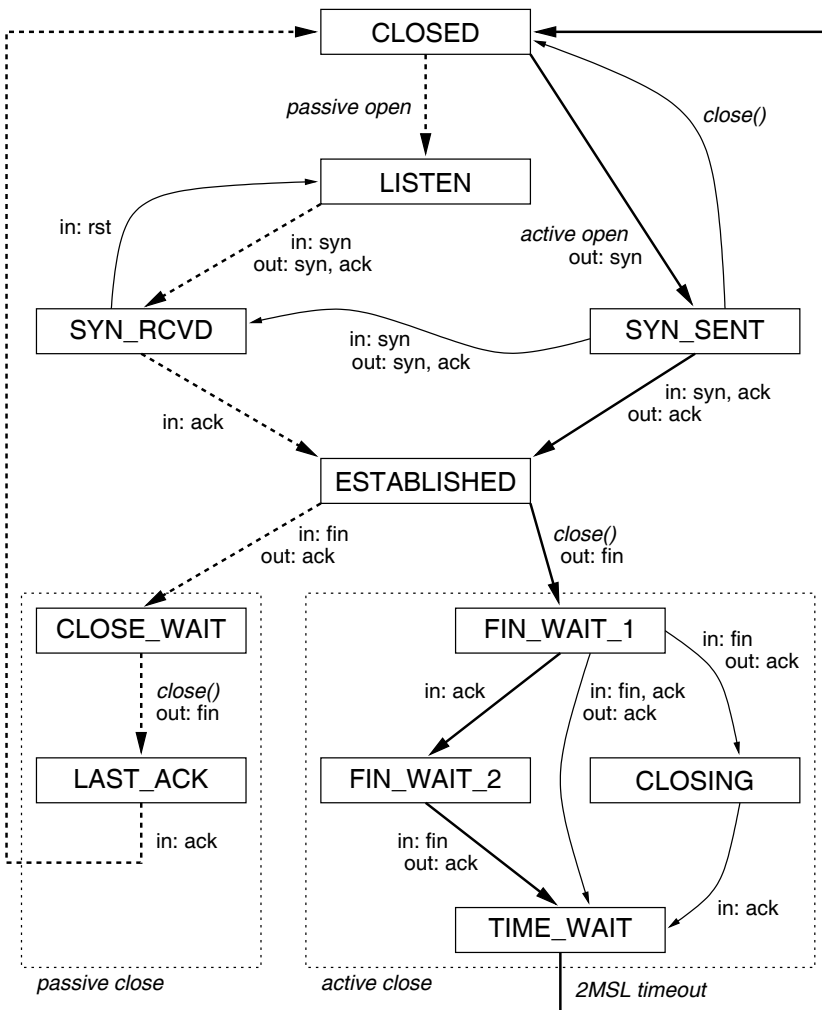 CLOSED
passive open
close()
LISTEN
in: rst
in: syn
out: syn, ack
active open
out: syn
SYN_RCVD
SYN_SENT
in: syn
out: syn, ack
in: ack
in: syn, ack
out: ack
ESTABLISHED
in: fin
out: ack
close()
out: fin
CLOSE_WAIT
FIN_WAIT_1
close()
out: fin
in: ack
in: fin, ack
out: ack
in: fin
out: ack
LAST_ACK
FIN_WAIT_2
CLOSING
in: ack
in: fin
out: ack
in: ack
TIME_WAIT
passive close
active close
2MSL timeout